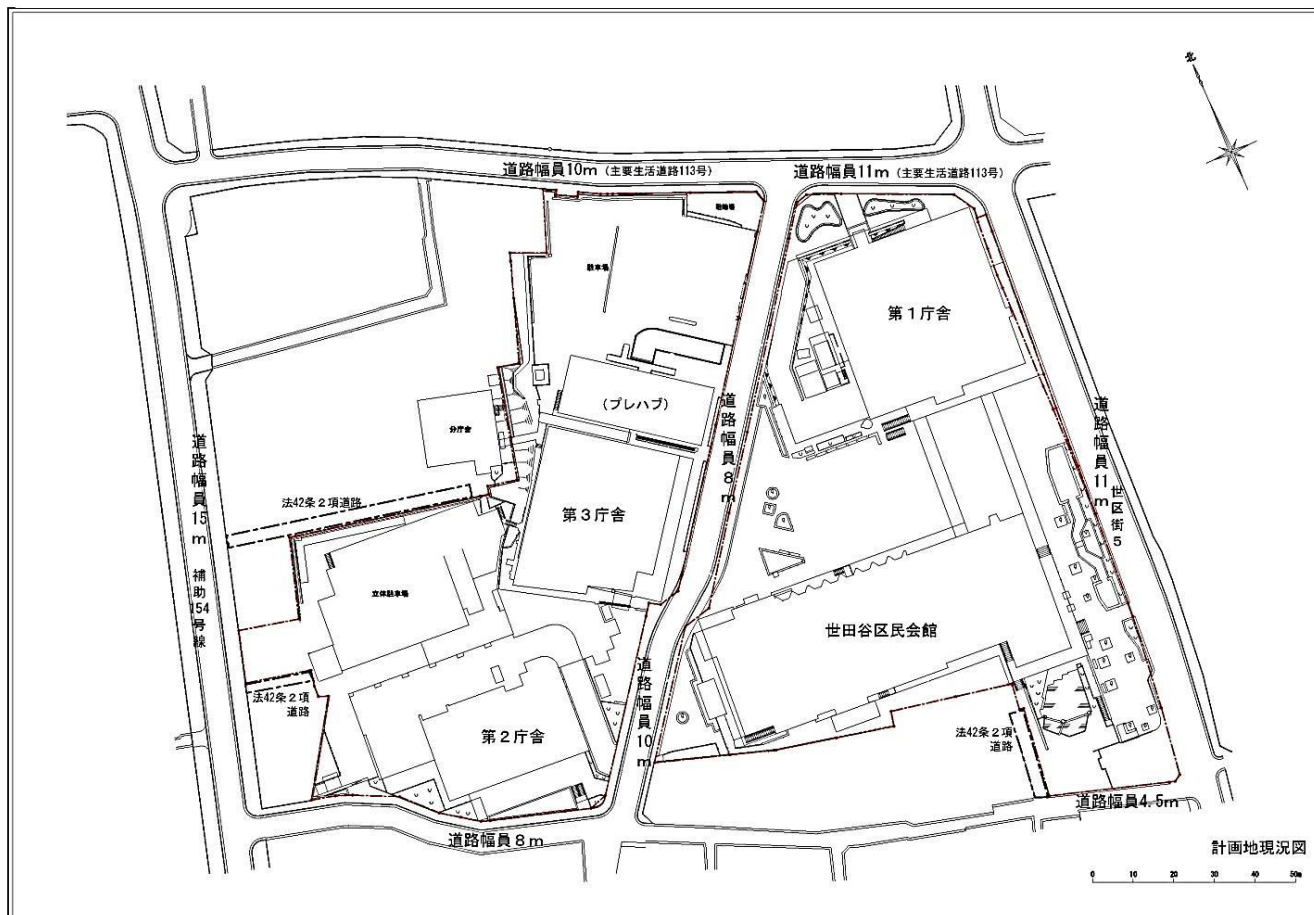 北
道路幅員10m (主要生活道路113号)
道路幅員11m (主要生活道路113号)
駐輪場
駐車場
第1庁舎
(プレハブ)
道路幅員8m
分庁舎
道路幅員11m
世区街5
道路幅員15m 補助154号線
法42条2項道路
第3庁舎
立体駐車場
世田谷区民会館
法42条2項
道路
第2庁舎
道路幅員10m
法42条2項
道路
道路幅員4.5m
道路幅員8m
計画地現況図
0 10 20 30 40 50m